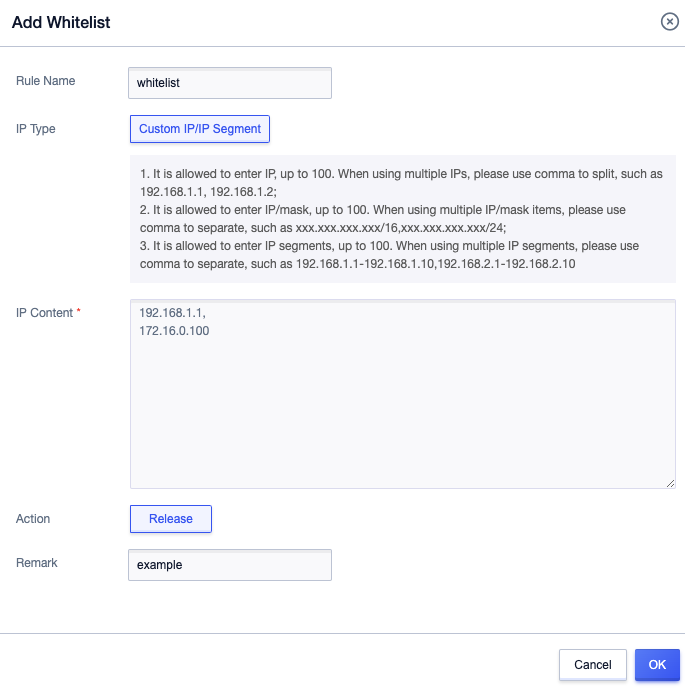 Add Whitelist
Rule Name
whitelist
IP Type
Custom IP/IP Segment
1. It is allowed to enter IP, up to 100. When using multiple IPs, please use comma to split, such as
192.168.1.1, 192.168.1.2;
2. It is allowed to enter IP/mask, up to 100. When using multiple IP/mask items, please use
comma to separate, such as xxx.xxx.xxx.xxx/16,xxx.xxx.xxx.xxx/24;
3. It is allowed to enter IP segments, up to 100. When using multiple IP segments, please use
comma to separate, such as 192.168.1.1-192.168.1.10,192.168.2.1-192.168.2.10
IP Content *
192.168.1.1,
172.16.0.100
Action
Release
Remark
example
Cancel
OK